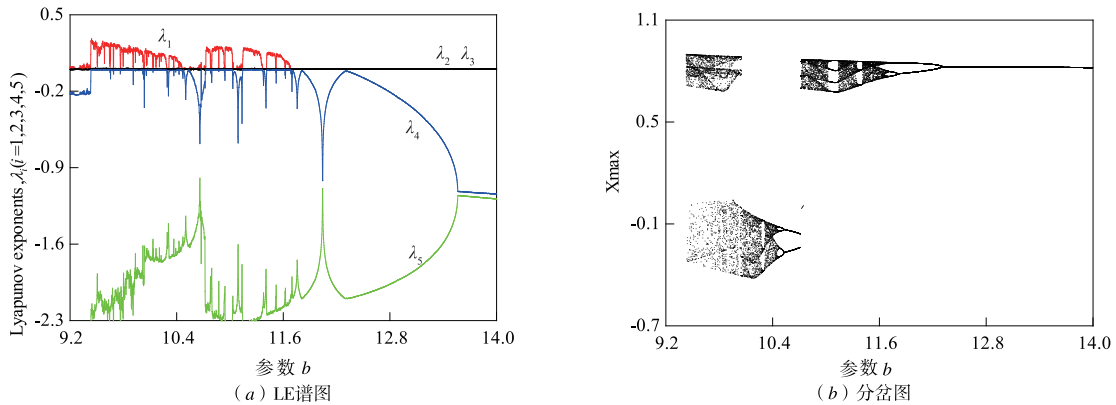 0.5
-0.2
-0.9
-1.6
-2.3
9.2
10.4
11.6
12.8
14.0
Lyapunov exponents,λi(i=1,2,3,4,5)
λ1
λ2 λ3
λ4
λ5
参数 b
(a) LE谱图
1.1
0.5
-0.1
-0.7
9.2
10.4
11.6
12.8
14.0
Xmax
参数 b
(b) 分岔图